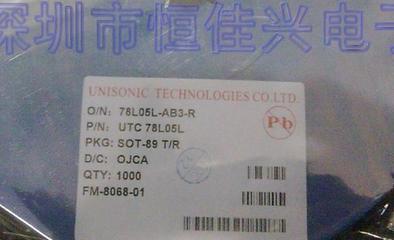 深圳市恒佳兴电子
UNISONIC TECHNOLOGIES CO.LTD.
O/N: 78L05L-AB3-R
P/N: UTC 78L05L
Pb
PKG: SOT-89 T/R
D/C: OJCA
QTY: 1000
FM-8068-01